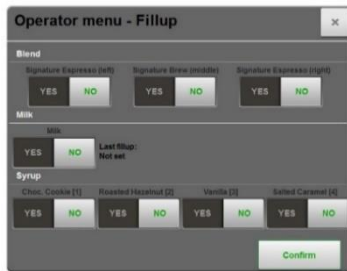 Operator menu - Fillup
×
Blend
Signature Espresso (left) Signature Brew (middle) Signature Espresso (right)
YES NO YES NO YES NO
Milk
Milk
YES NO
Last fillup:
Not set
Syrup
Choc. Cookie [1] Roasted Hazelnut [2] Vanilla [3] Salted Caramel [4]
YES NO YES NO YES NO YES NO
Confirm